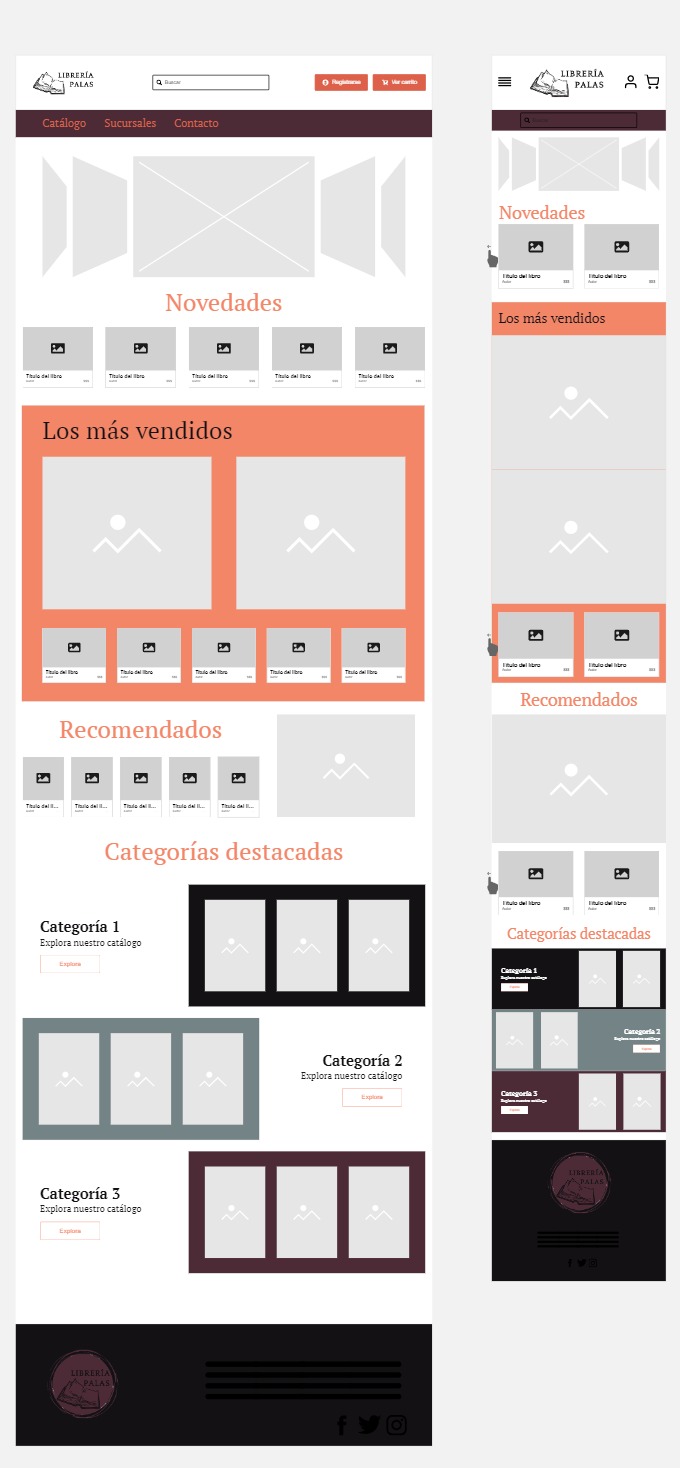 LIBRERÍA
PALAS
Buscar
Registrarse
Ver carrito
Catálogo
Sucursales
Contacto
Novedades
Título del libro
Autor
$$$
Título del libro
Autor
$$$
Título del libro
Autor
$$$
Título del libro
Autor
$$$
Título del libro
Autor
$$$
Los más vendidos
Título del libro
Autor
$$$
Título del libro
Autor
$$$
Título del libro
Autor
$$$
Título del libro
Autor
$$$
Título del libro
Autor
$$$
Recomendados
Título del li...
Título del li...
Título del li...
Título del li...
Título del li...
Categorías destacadas
Categoría 1
Explora nuestro catálogo
Explora
Categoría 2
Explora nuestro catálogo
Explora
Categoría 3
Explora nuestro catálogo
Explora
LIBRERÍA
PALAS
LIBRERÍA
PALAS
Novedades
Título del libro
Autor
$$$
Título del libro
Autor
$$$
Los más vendidos
Título del libro
Autor
$$$
Título del libro
Autor
$$$
Recomendados
Título del libro
Autor
$$$
Título del libro
Autor
$$$
Categorías destacadas
Categoría 1
Explora nuestro catálogo
Categoría 2
Explora nuestro catálogo
Categoría 3
Explora nuestro catálogo
LIBRERÍA
PALAS